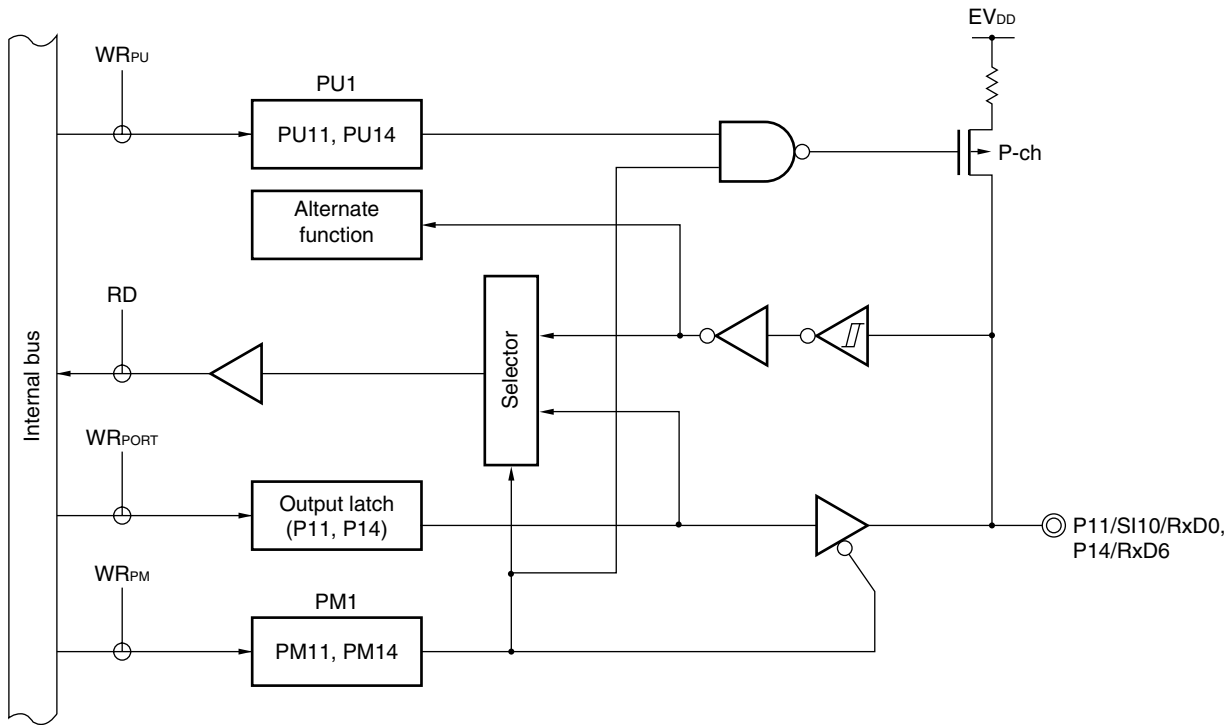 EVDD
WRPU
PU1
PU11, PU14
P-ch
Alternate
function
RD
Selector
Internal bus
WRPORT
Output latch
(P11, P14)
P11/SI10/RxD0,
P14/RxD6
WRPM
PM1
PM11, PM14